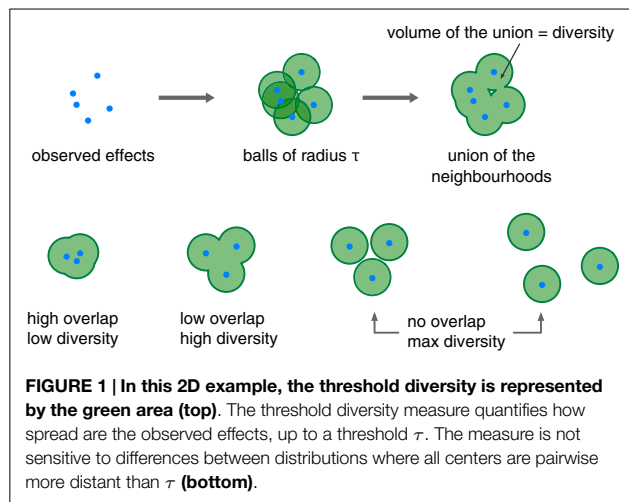 volume of the union = diversity
observed effects
balls of radius τ
union of the
neighbourhoods
high overlap
low diversity
low overlap
high diversity
no overlap
max diversity
FIGURE 1 | In this 2D example, the threshold diversity is represented
by the green area (top). The threshold diversity measure quantifies how
spread are the observed effects, up to a threshold τ. The measure is not
sensitive to differences between distributions where all centers are pairwise
more distant than τ (bottom).